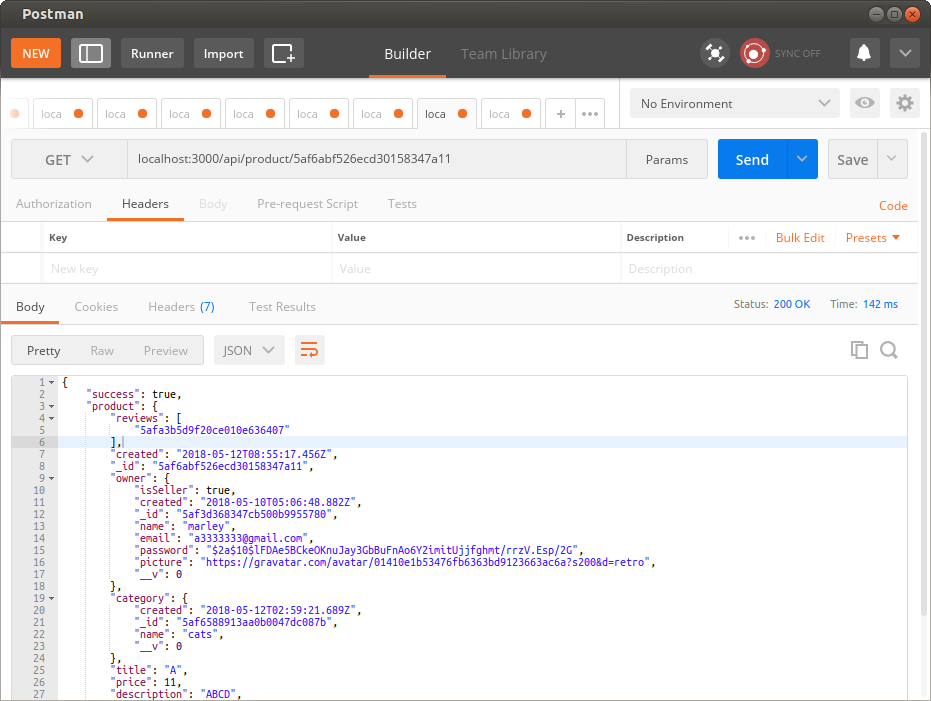 Postman
NEW Runner Import Builder Team Library SYNC OFF
loca loca loca loca loca loca loca loca + ••• No Environment
GET localhost:3000/api/product/5af6abf526ecd30158347a11 Params Send Save
Authorization Headers Body Pre-request Script Tests Code
Key Value Description ••• Bulk Edit Presets
New key Value Description
Body Cookies Headers (7) Test Results Status: 200 OK Time: 142 ms
Pretty Raw Preview JSON
1 {
2 "success": true,
3 "product": {
4 "reviews": [
5 "5afa3b5d9f20ce010e636407"
6 ],
7 "created": "2018-05-12T08:55:17.456Z",
8 "_id": "5af6abf526ecd30158347a11",
9 "owner": {
10 "isSeller": true,
11 "created": "2018-05-10T05:06:48.882Z",
12 "_id": "5af3d368347cb500b9955780",
13 "name": "marley",
14 "email": "a3333333@gmail.com",
15 "password": "$2a$10$lFDAe5BCkeOKnuJay3GbBuFnAo6Y2imitUjjfghmt/rrzV.Esp/2G",
16 "picture": "https://gravatar.com/avatar/01410e1b53476fb6363bd9123663ac6a?s200&d=retro",
17 "__v": 0
18 },
19 "category": {
20 "created": "2018-05-12T02:59:21.689Z",
21 "_id": "5af6588913aa0b0047dc087b",
22 "name": "cats",
23 "__v": 0
24 },
25 "title": "A",
26 "price": 11,
27 "description": "ABCD",